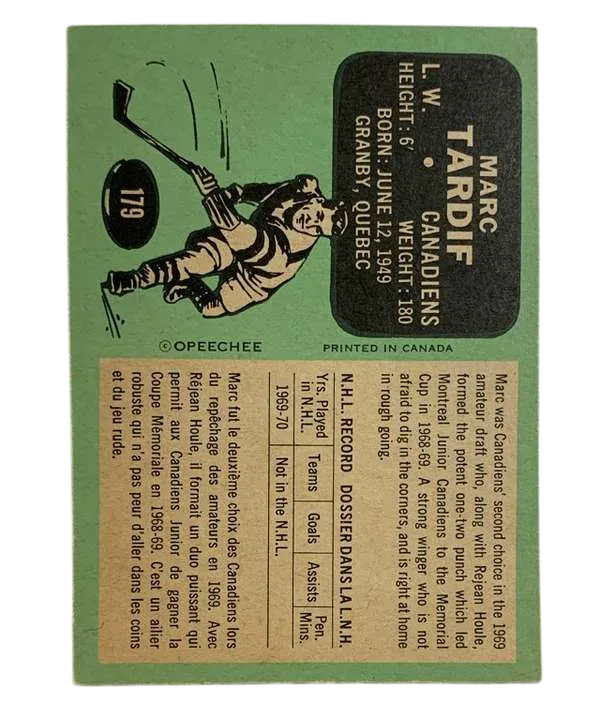 MARC
TARDIF
L. W. • CANADIENS
HEIGHT: 6' WEIGHT: 180
BORN: JUNE 12, 1949
GRANBY, QUEBEC
179
© OPEECHEE
PRINTED IN CANADA
Marc was Canadiens' second choice in the 1969
amateur draft who, along with Rejean Houle,
formed the potent one-two punch which led
Montreal Junior Canadiens to the Memorial
Cup in 1968-69. A strong winger who is not
afraid to dig in the corners, and is right at home
in rough going.
N.H.L. RECORD DOSSIER DANS LA L.N.H.
Yrs. Played in N.H.L. Teams Goals Assists Pen. Mins.
1969-70 Not in the N.H.L.
Marc fut le deuxième choix des Canadiens lors
du repêchage des amateurs en 1969. Avec
Réjean Houle, il formait un duo puissant qui
permit aux Canadiens Junior de gagner la
Coupe Mémoriale en 1968-69. C'est un ailier
robuste qui n'a pas peur d'aller dans les coins
et du jeu rude.